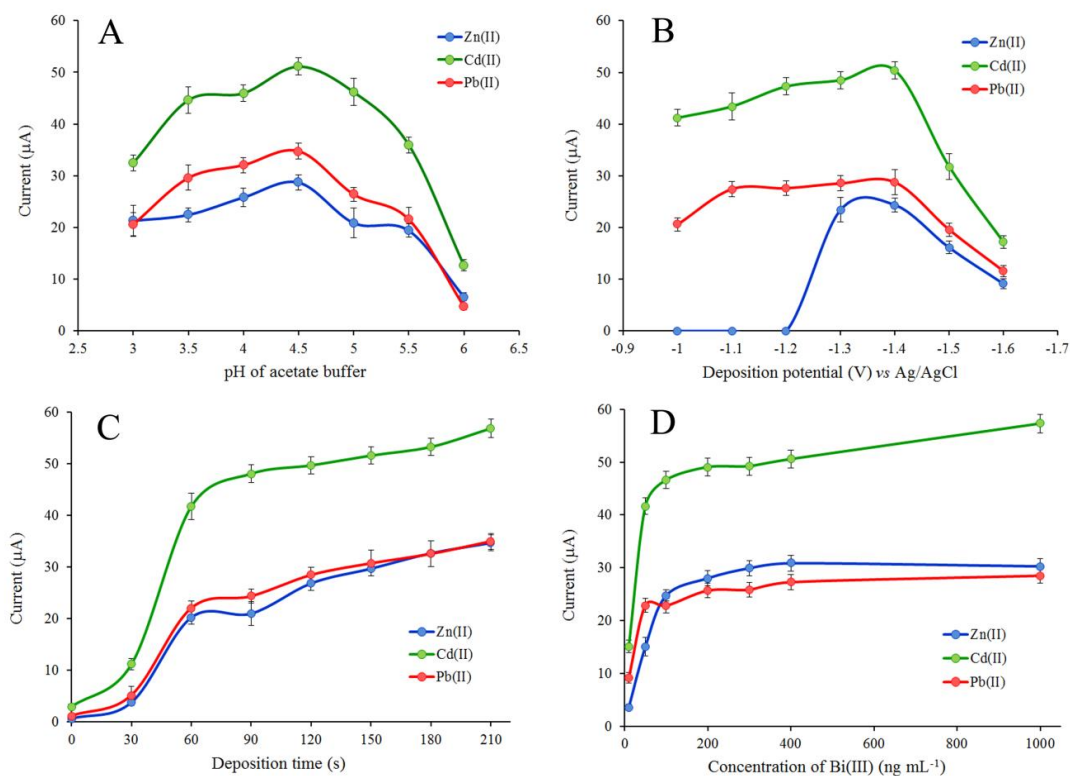 A
60
50
40
30
20
10
0
Current (µA)
Zn(II)
Cd(II)
Pb(II)
2.5 3 3.5 4 4.5 5 5.5 6 6.5
pH of acetate buffer
B
60
50
40
30
20
10
0
Current (µA)
Zn(II)
Cd(II)
Pb(II)
-0.9 -1 -1.1 -1.2 -1.3 -1.4 -1.5 -1.6 -1.7
Deposition potential (V) vs Ag/AgCl
C
60
50
40
30
20
10
0
Current (µA)
Zn(II)
Cd(II)
Pb(II)
0 30 60 90 120 150 180 210
Deposition time (s)
D
60
50
40
30
20
10
0
Current (µA)
Zn(II)
Cd(II)
Pb(II)
0 200 400 600 800 1000
Concentration of Bi(III) (ng mL⁻¹)